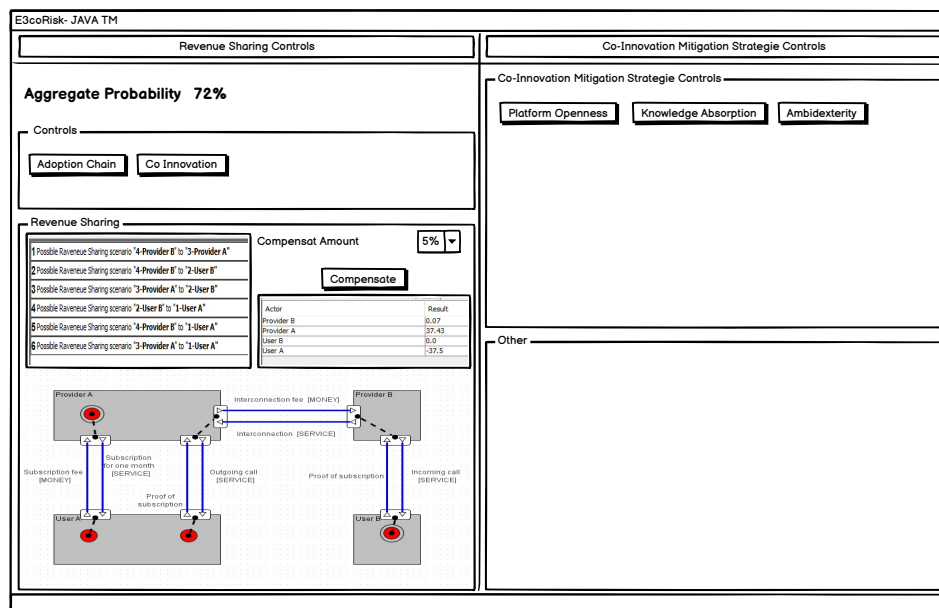 E3coRisk- JAVA TM
Revenue Sharing Controls
Aggregate Probability 72%
Controls
Adoption Chain
Co Innovation
Revenue Sharing
1 Possible Raveneue Sharing scenario "4-Provider B" to "3-Provider A"
2 Possible Raveneue Sharing scenario "4-Provider B" to "2-User B"
3 Possible Raveneue Sharing scenario "3-Provider A" to "2-User B"
4 Possible Raveneue Sharing scenario "2-User B" to "1-User A"
5 Possible Raveneue Sharing scenario "4-Provider B" to "1-User A"
6 Possible Raveneue Sharing scenario "3-Provider A" to "1-User A"
Compensat Amount
5%
Compensate
Actor Result
Provider B 0.07
Provider A 37.43
User B 0.0
User A -37.5
Provider A
Interconnection fee [MONEY]
Provider B
Interconnection [SERVICE]
Subscription fee
[MONEY]
Subscription
for one month
[SERVICE]
Outgoing call
[SERVICE]
Proof of
subscription
Proof of subscription
Incoming call
[SERVICE]
User A
User B
Co-Innovation Mitigation Strategie Controls
Co-Innovation Mitigation Strategie Controls
Platform Openness
Knowledge Absorption
Ambidexterity
Other